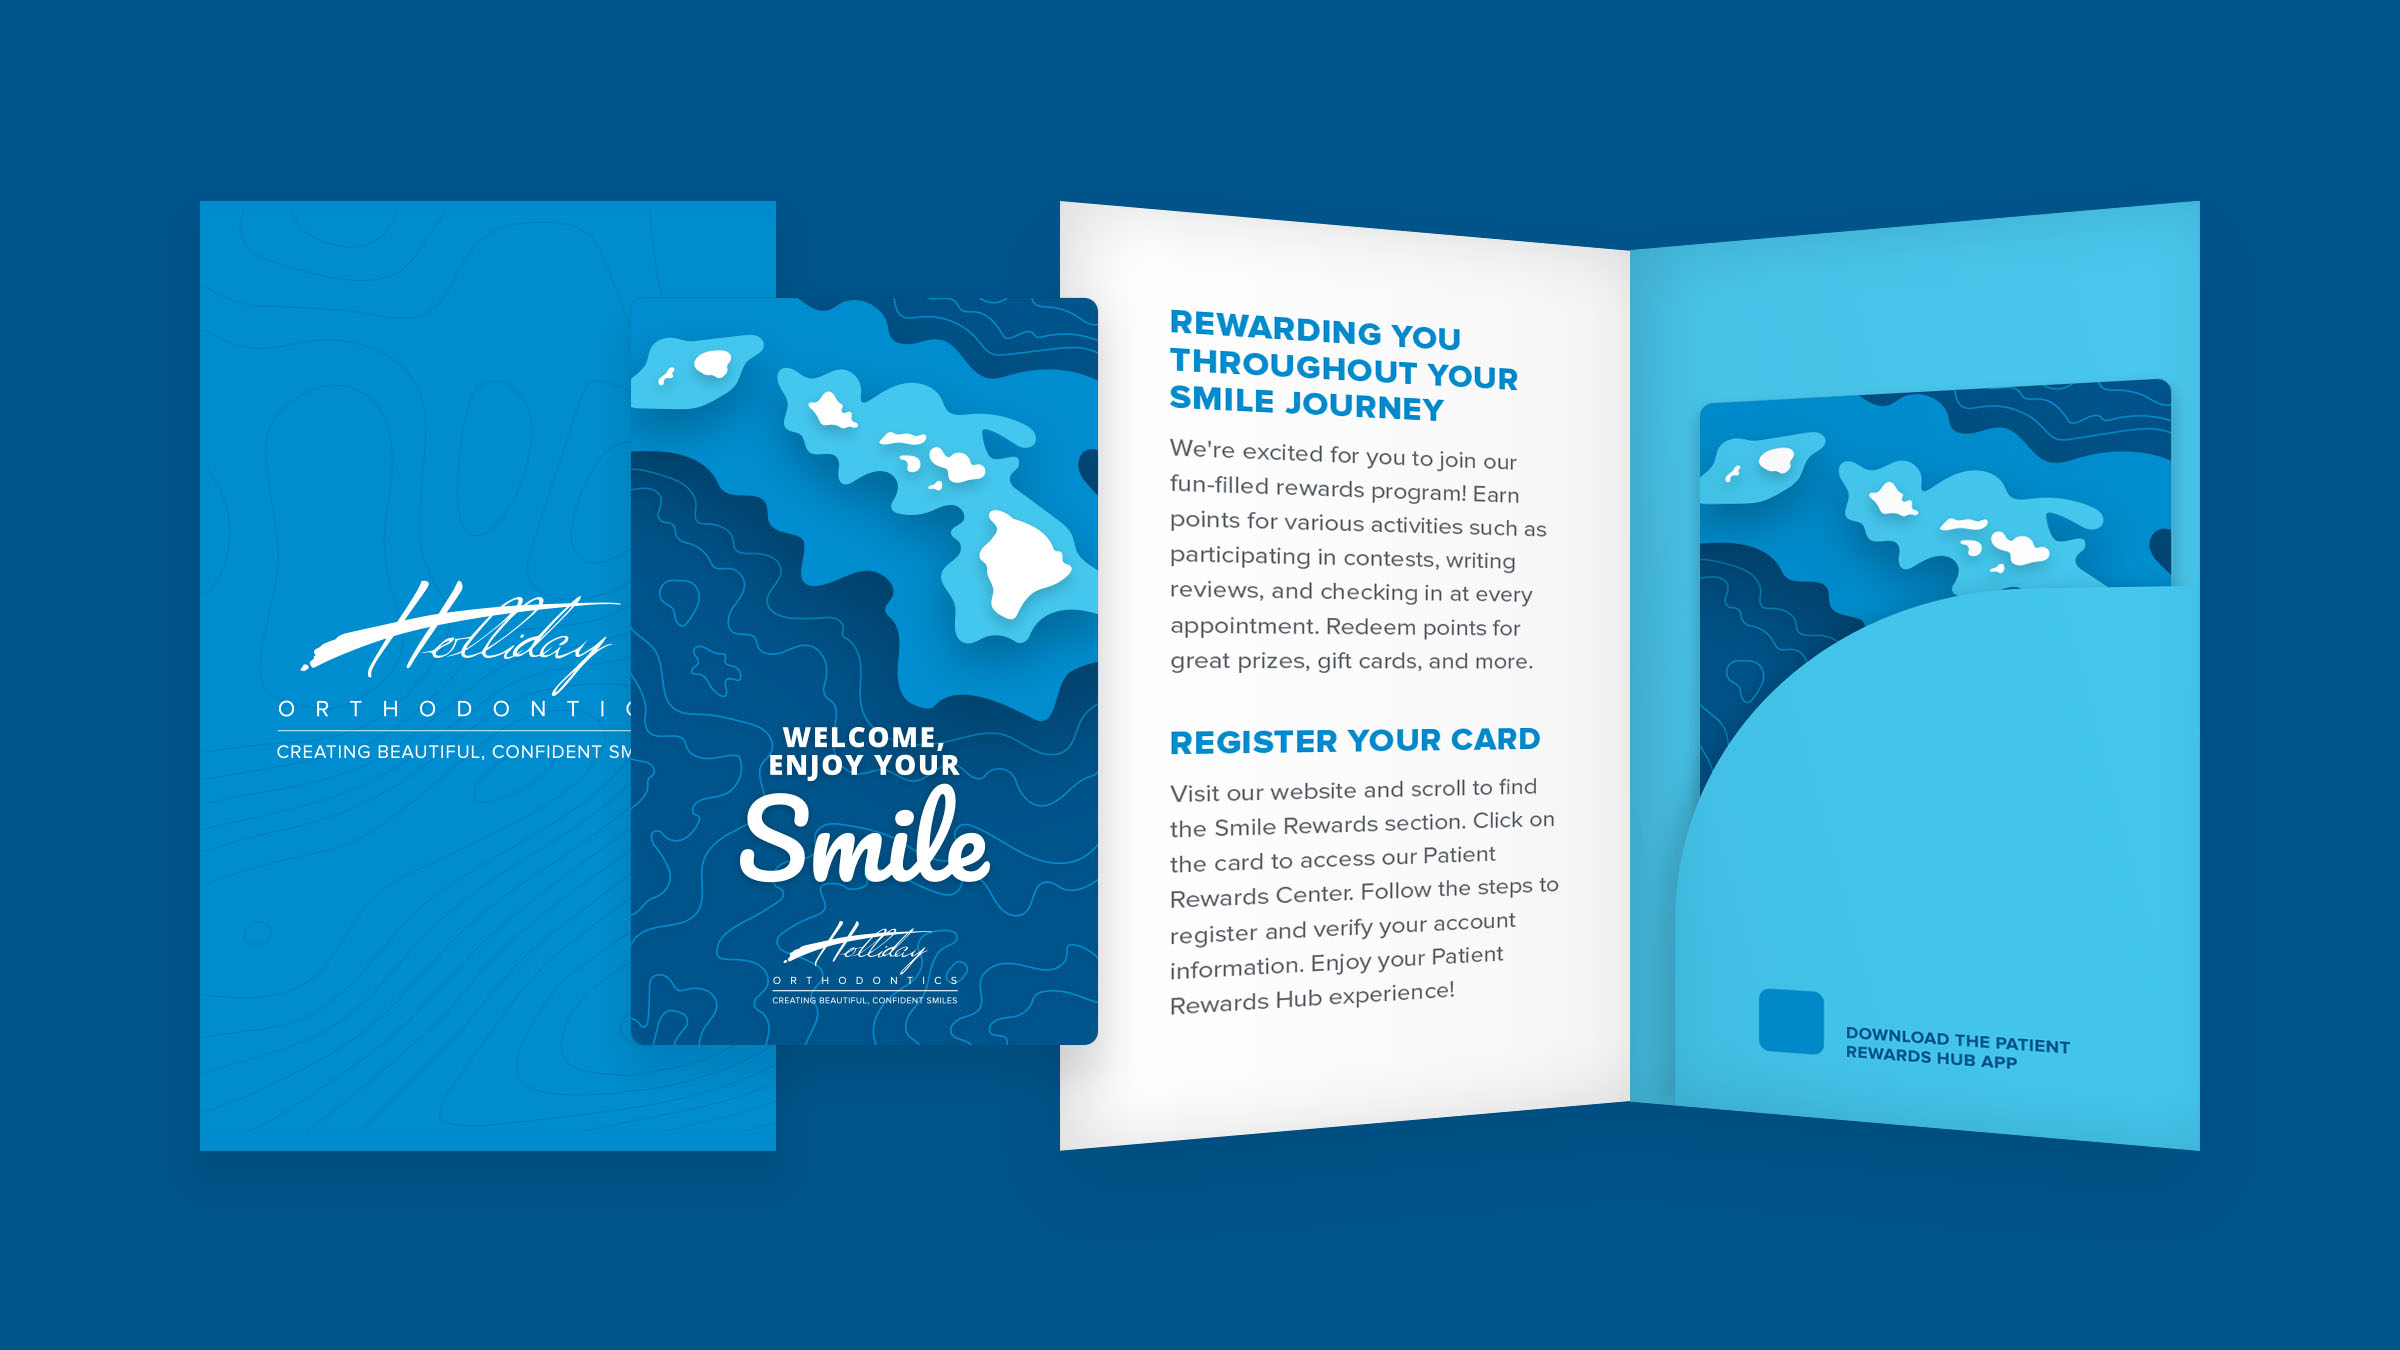 Holliday
ORTHODONTIC
CREATING BEAUTIFUL, CONFIDENT SM
WELCOME,
ENJOY YOUR
Smile
Holliday
ORTHODONTICS
CREATING BEAUTIFUL, CONFIDENT SMILES
REWARDING YOU
THROUGHOUT YOUR
SMILE JOURNEY
We're excited for you to join our
fun-filled rewards program! Earn
points for various activities such as
participating in contests, writing
reviews, and checking in at every
appointment. Redeem points for
great prizes, gift cards, and more.
REGISTER YOUR CARD
Visit our website and scroll to find
the Smile Rewards section. Click on
the card to access our Patient
Rewards Center. Follow the steps to
register and verify your account
information. Enjoy your Patient
Rewards Hub experience!
DOWNLOAD THE PATIENT
REWARDS HUB APP